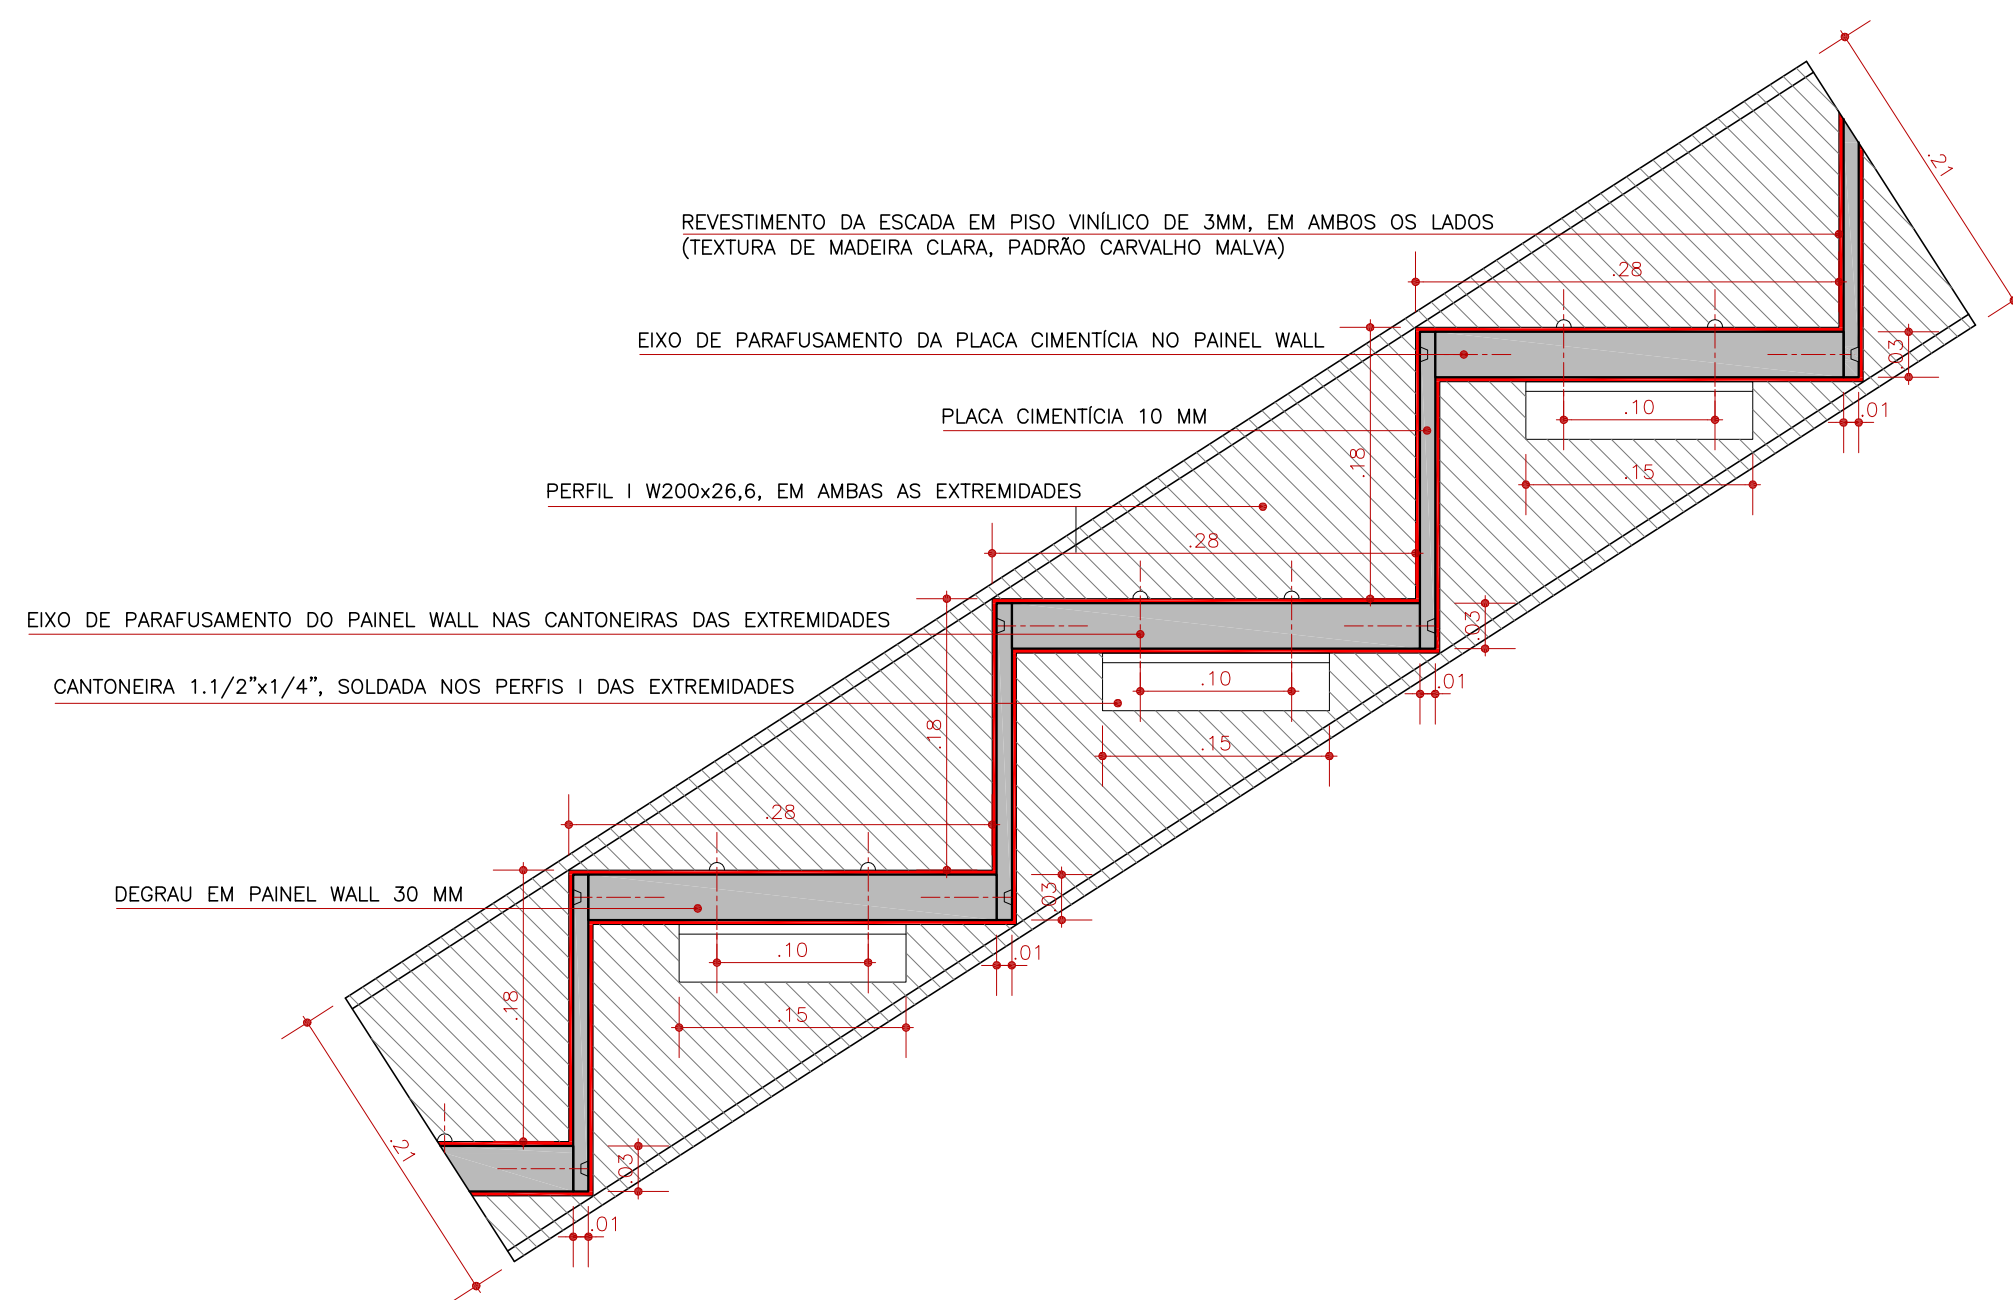 .21
REVESTIMENTO DA ESCADA EM PISO VINÍLICO DE 3MM, EM AMBOS OS LADOS
(TEXTURA DE MADEIRA CLARA, PADRÃO CARVALHO MALVA)
.28
EIXO DE PARAFUSAMENTO DA PLACA CIMENTÍCIA NO PAINEL WALL
.03
PLACA CIMENTÍCIA 10 MM
.10
.01
.18
.15
PERFIL I W200x26,6, EM AMBAS AS EXTREMIDADES
.28
EIXO DE PARAFUSAMENTO DO PAINEL WALL NAS CANTONEIRAS DAS EXTREMIDADES
.03
CANTONEIRA 1.1/2”x1/4”, SOLDADA NOS PERFIS I DAS EXTREMIDADES
.10
.01
.18
.15
.28
DEGRAU EM PAINEL WALL 30 MM
.03
.10
.01
.18
.15
.21
.03
.01